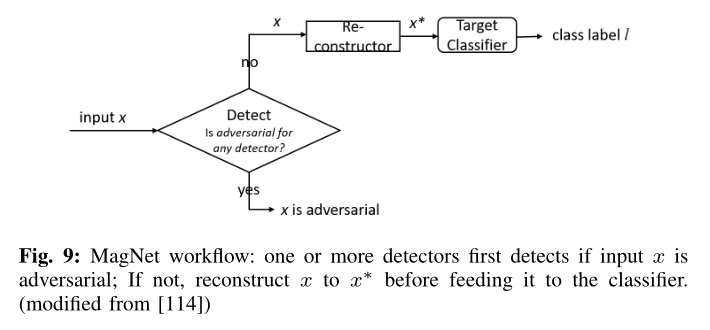 x
Re-
constructor
x*
Target
Classifier
class label l
no
input x
Detect
Is adversarial for
any detector?
yes
x is adversarial
Fig. 9: MagNet workflow: one or more detectors first detects if input x is
adversarial; If not, reconstruct x to x* before feeding it to the classifier.
(modified from [114])